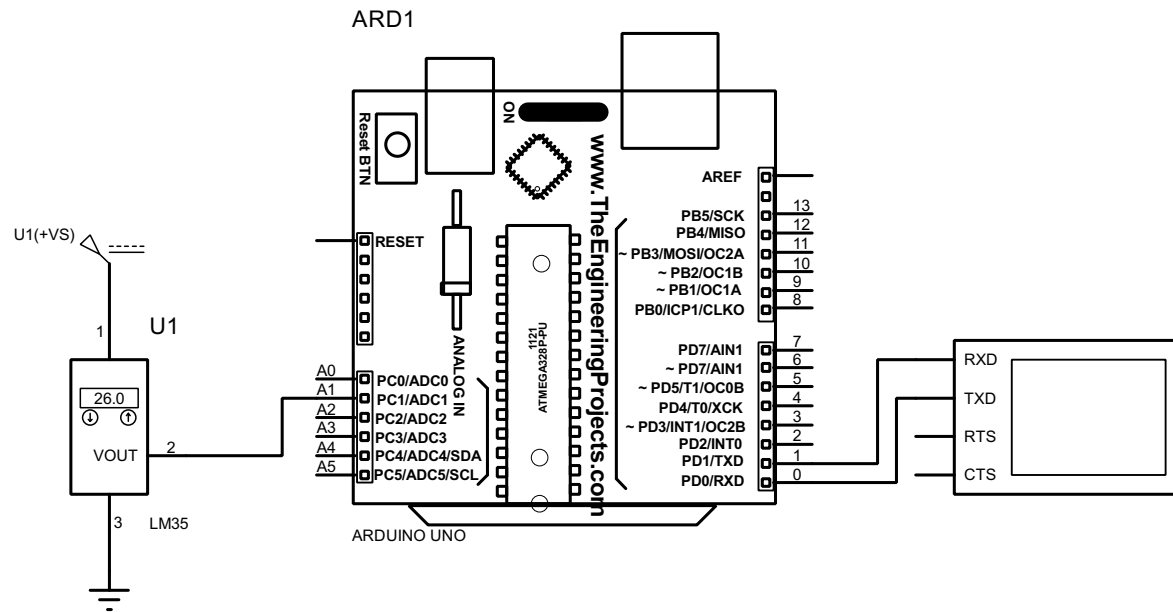 ARD1
ON
Reset BTN
www.TheEngineeringProjects.com
RESET
ANALOG IN
1121
ATMEGA328P-PU
AREF
PB5/SCK 13
PB4/MISO 12
~ PB3/MOSI/OC2A 11
~ PB2/OC1B 10
~ PB1/OC1A 9
PB0/ICP1/CLKO 8
PD7/AIN1 7
~ PD7/AIN1 6
~ PD5/T1/OC0B 5
PD4/T0/XCK 4
~ PD3/INT1/OC2B 3
PD2/INT0 2
PD1/TXD 1
PD0/RXD 0
A0 PC0/ADC0
A1 PC1/ADC1
A2 PC2/ADC2
A3 PC3/ADC3
A4 PC4/ADC4/SDA
A5 PC5/ADC5/SCL
ARDUINO UNO
U1(+VS)
1
U1
26.0
VOUT 2
3
LM35
RXD
TXD
RTS
CTS